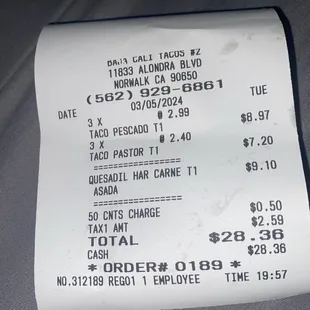 BAJA CALI TACOS #2
11833 ALONDRA BLVD
NORWALK CA 90650
(562) 929-6861
DATE 03/05/2024 TUE
3 X @ 2.99
TACO PESCADO T1 $8.97
3 X @ 2.40
TACO PASTOR T1 $7.20
==================
QUESADIL HAR CARNE T1 $9.10
ASADA
==================
50 CNTS CHARGE $0.50
TAX1 AMT $2.59
TOTAL $28.36
CASH $28.36
* ORDER# 0189 *
NO.312189 REG01 1 EMPLOYEE TIME 19:57